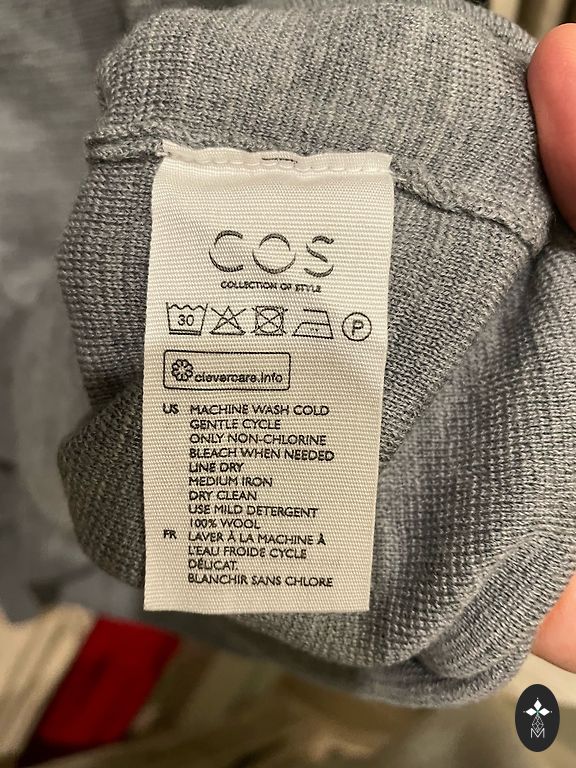 COS
COLLECTION OF STYLE
30 P
clevercare.info
US MACHINE WASH COLD
GENTLE CYCLE
ONLY NON-CHLORINE
BLEACH WHEN NEEDED
LINE DRY
MEDIUM IRON
DRY CLEAN
USE MILD DETERGENT
100% WOOL
FR LAVER À LA MACHINE À
L'EAU FROIDE CYCLE
DÉLICAT.
BLANCHIR SANS CHLORE
M